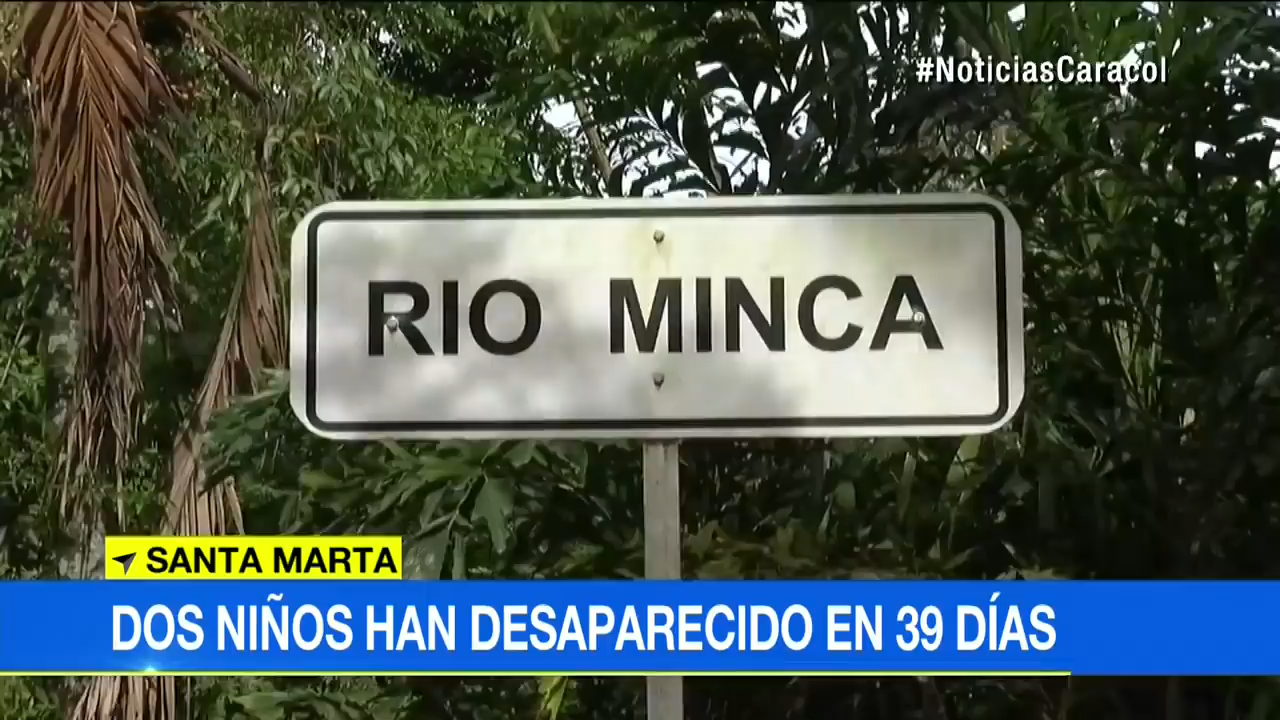 #NoticiasCaracol
RIO MINCA
SANTA MARTA
DOS NIÑOS HAN DESAPARECIDO EN 39 DÍAS